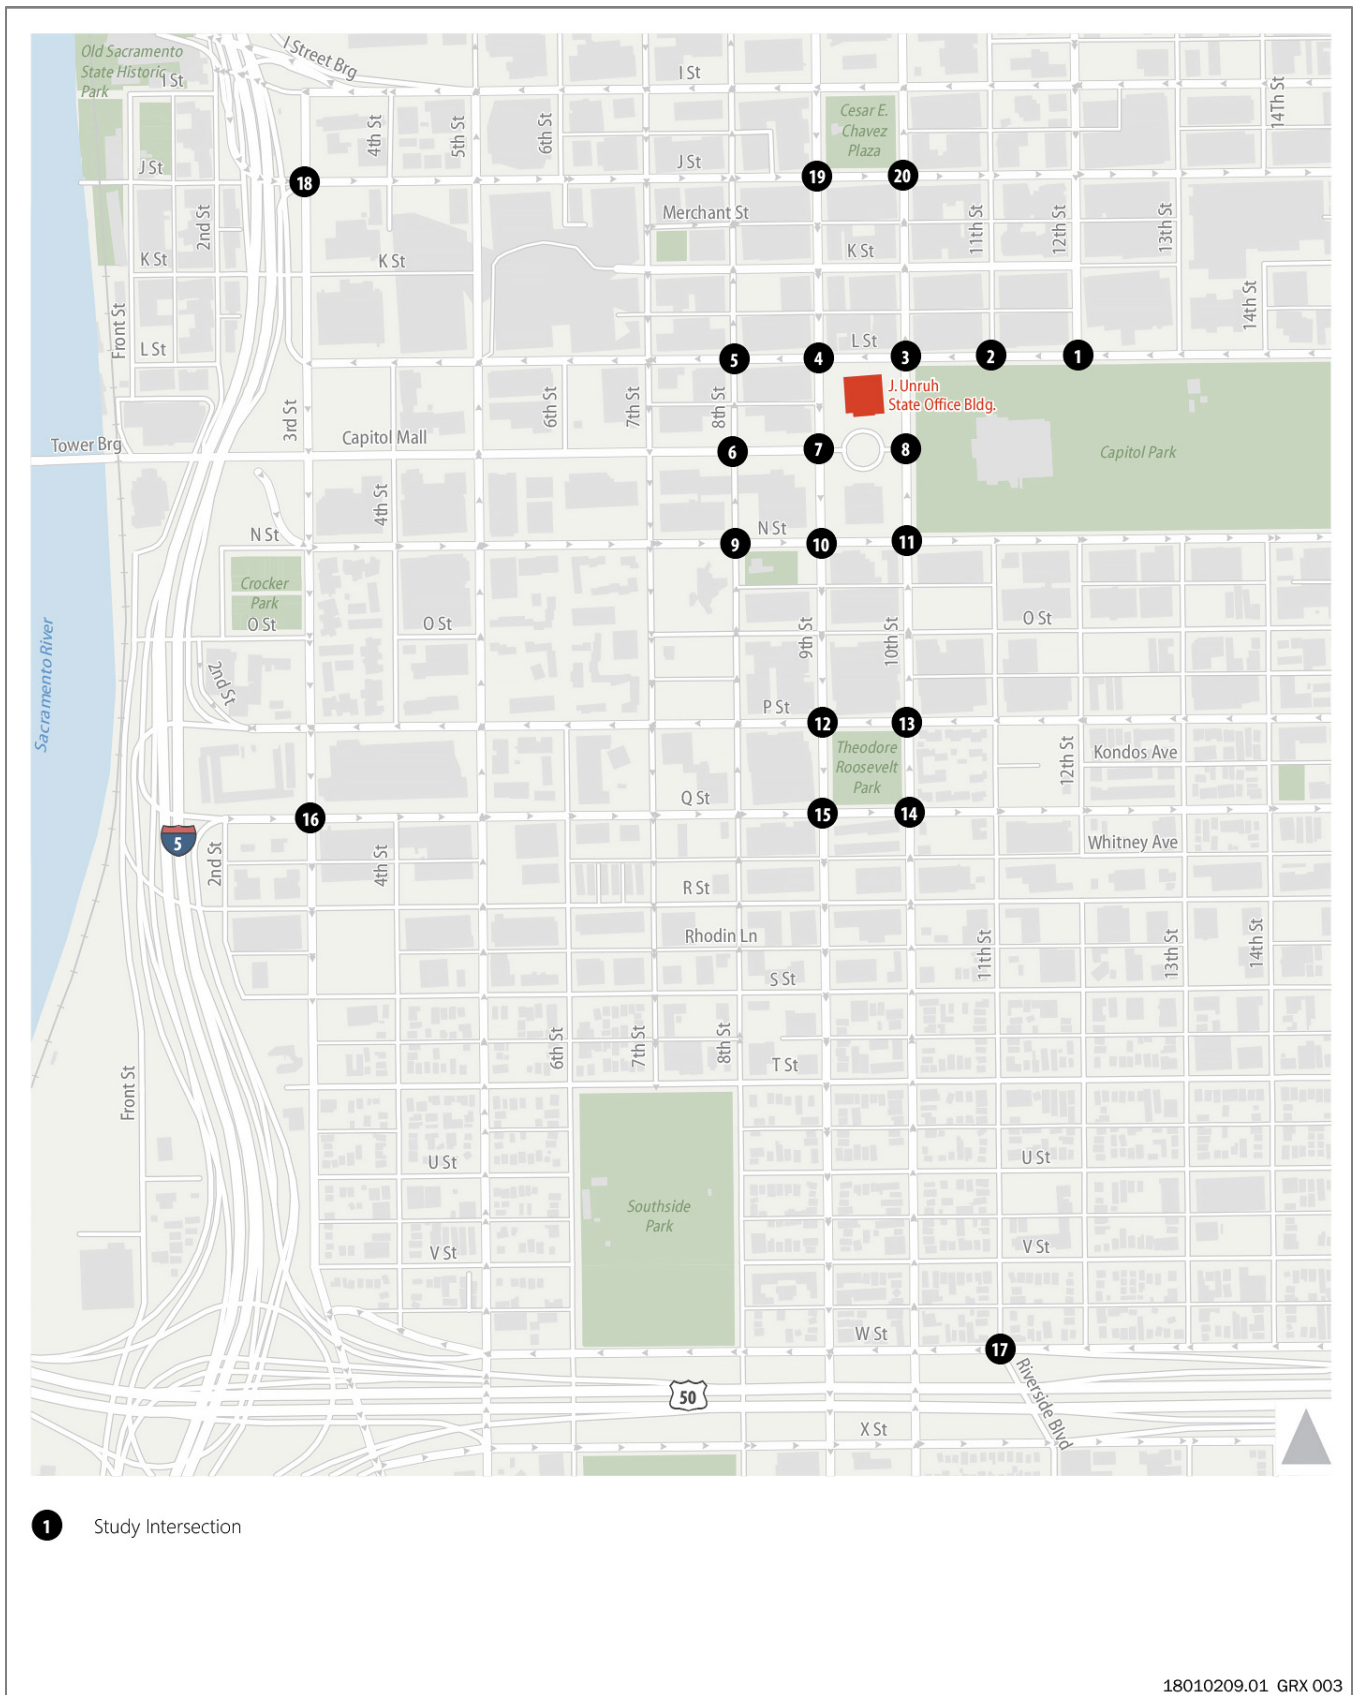 Old Sacramento
State Historic
Park
I St
I Street Brg
I St
Cesar E.
Chavez
Plaza
4th St
5th St
6th St
14Th St
J St
J St
18
19
20
2nd St
Merchant St
11th St
12th St
13th St
K St
K St
K St
Front St
14th St
L St
L St
5
4
3
2
1
J. Unruh
State Office Bldg.
3rd St
6th St
7th St
8th St
Tower Brg
Capitol Mall
6
7
8
Capitol Park
4th St
N St
N St
9
10
11
Crocker
Park
O St
O St
O St
9th St
10th St
Sacramento River
2nd St
P St
12
13
Theodore
Roosevelt
Park
12th St
Kondos Ave
Q St
16
15
14
5
2nd St
4th St
Whitney Ave
R St
Rhodin Ln
11th St
13th St
14th St
S St
6th St
7th St
8th St
T St
Front St
U St
U St
Southside
Park
V St
V St
W St
17
Riverside Blvd
50
X St
1 Study Intersection
18010209.01 GRX 003